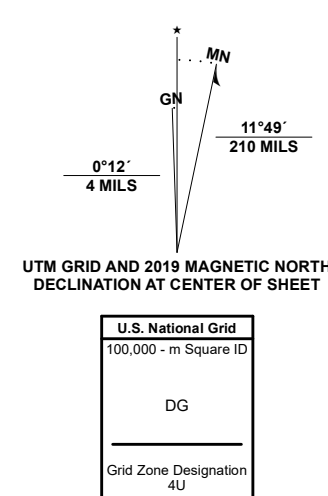 ★
MN
GN
11°49´
210 MILS
0°12´
4 MILS
UTM GRID AND 2019 MAGNETIC NORTH
DECLINATION AT CENTER OF SHEET
U.S. National Grid
100,000 - m Square ID
DG
Grid Zone Designation
4U